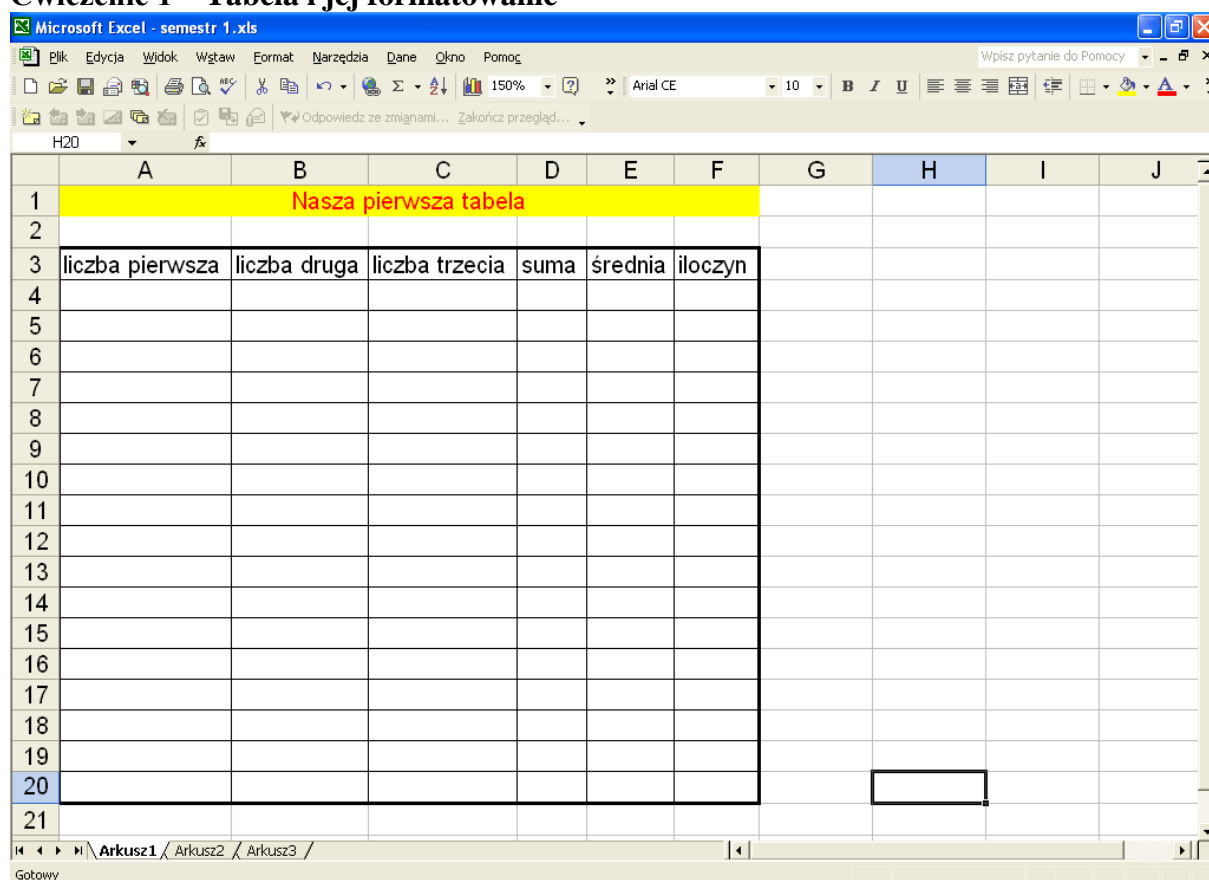 Ćwiczenie 1 – Tabela i jej formatowanie
Microsoft Excel - semestr 1.xls
Plik Edycja Widok Wstaw Format Narzędzia Dane Okno Pomoc Wpisz pytanie do Pomocy
150% Arial CE 10 B I U
Odpowiedz ze zmianami... Zakończ przegląd...
H20 fx
A B C D E F G H I J
1 Nasza pierwsza tabela
2
3 liczba pierwsza liczba druga liczba trzecia suma średnia iloczyn
4
5
6
7
8
9
10
11
12
13
14
15
16
17
18
19
20
21
Arkusz1 Arkusz2 Arkusz3
Gotowy